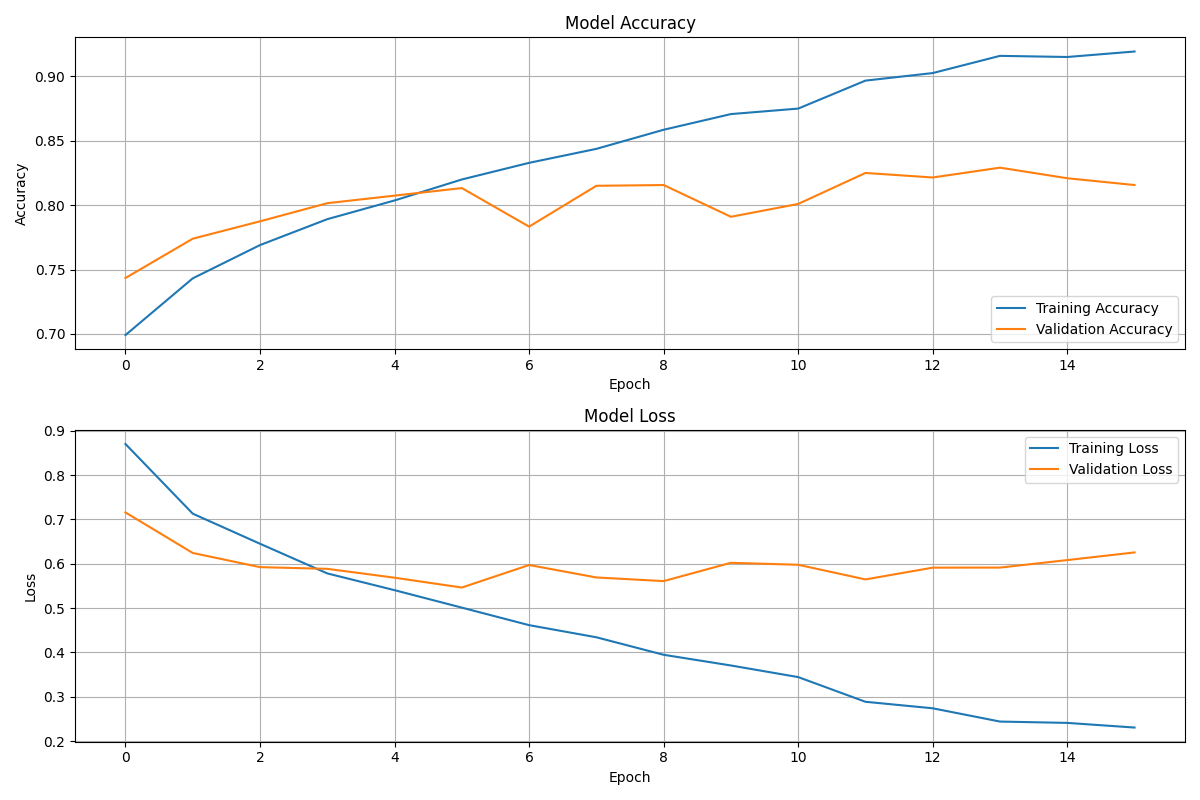 Model Accuracy
0.90
0.85
0.80
0.75
0.70
Accuracy
Training Accuracy
Validation Accuracy
0 2 4 6 8 10 12 14
Epoch
Model Loss
0.9
0.8
0.7
0.6
0.5
0.4
0.3
0.2
Loss
Training Loss
Validation Loss
0 2 4 6 8 10 12 14
Epoch